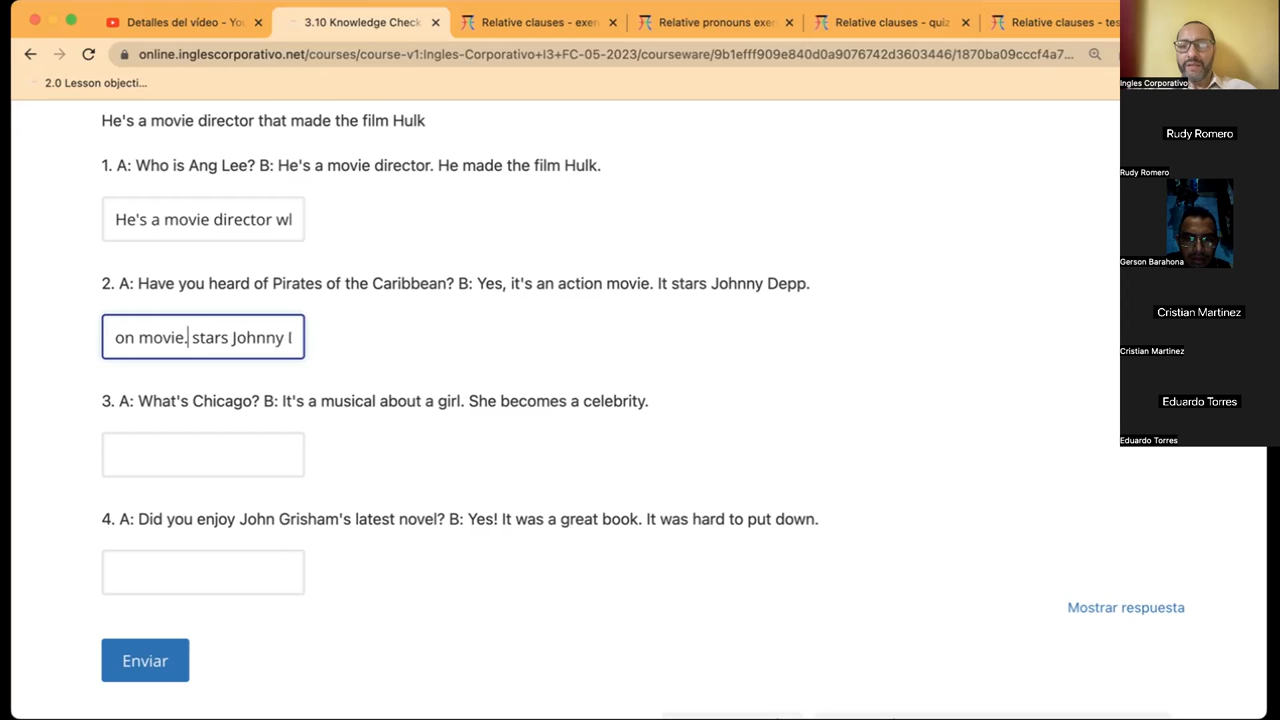 Detalles del vídeo - Yo
3.10 Knowledge Check
Relative clauses - exer
Relative pronouns exer
Relative clauses - quiz
Relative clauses - tes
online.inglescorporativo.net/courses/course-v1:Ingles-Corporativo+I3+FC-05-2023/courseware/9b1efff909e840d0a9076742d3603446/1870ba09cccf4a7...
2.0 Lesson objecti...
He's a movie director that made the film Hulk
1. A: Who is Ang Lee? B: He's a movie director. He made the film Hulk.
He's a movie director wl
2. A: Have you heard of Pirates of the Caribbean? B: Yes, it's an action movie. It stars Johnny Depp.
on movie. stars Johnny
3. A: What's Chicago? B: It's a musical about a girl. She becomes a celebrity.
4. A: Did you enjoy John Grisham's latest novel? B: Yes! It was a great book. It was hard to put down.
Mostrar respuesta
Enviar
Ingles Corporativo
Rudy Romero
Rudy Romero
Gerson Barahona
Cristian Martinez
Cristian Martinez
Eduardo Torres
Eduardo Torres